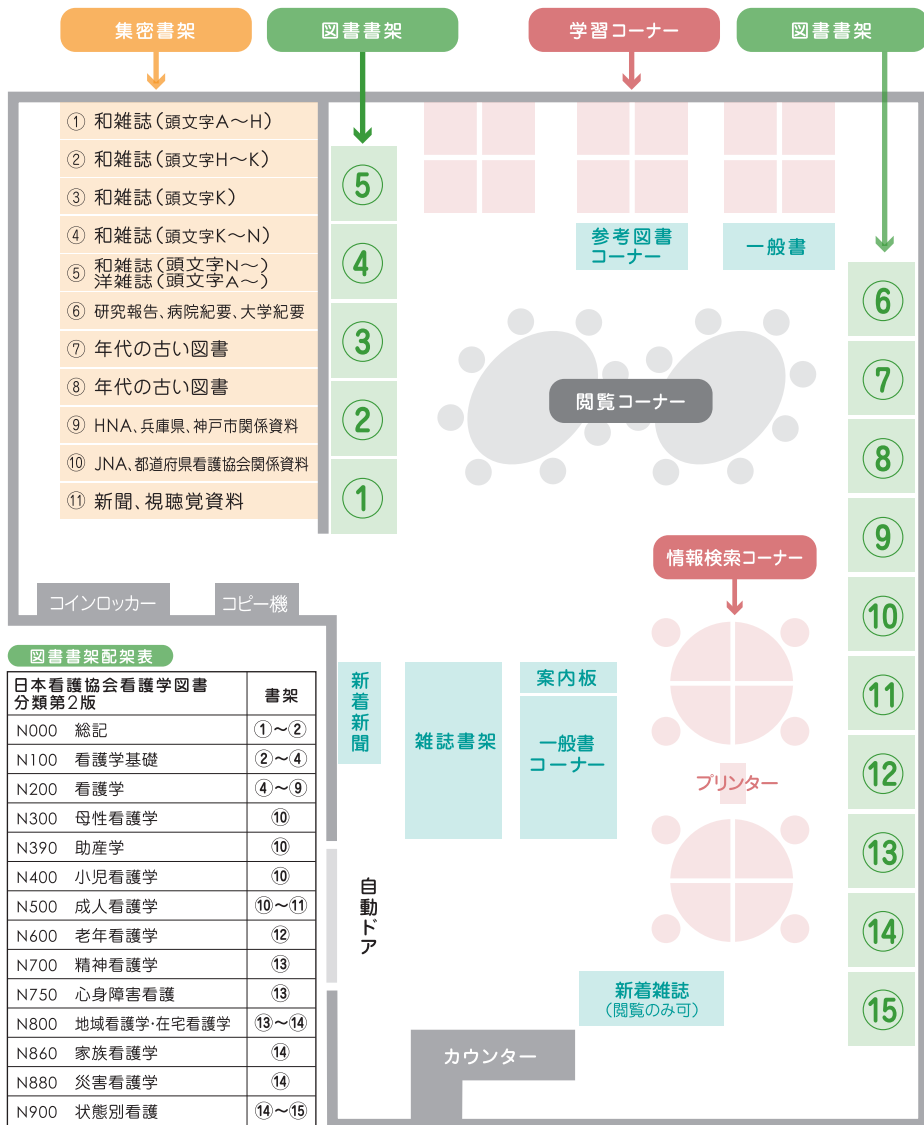 集密書架
図書書架
学習コーナー
図書書架
① 和雑誌(頭文字A〜H)
② 和雑誌(頭文字H〜K)
③ 和雑誌(頭文字K)
④ 和雑誌(頭文字K〜N)
⑤ 和雑誌(頭文字N〜)
洋雑誌(頭文字A〜)
⑥ 研究報告、病院紀要、大学紀要
⑦ 年代の古い図書
⑧ 年代の古い図書
⑨ HNA、兵庫県、神戸市関係資料
⑩ JNA、都道府県看護協会関係資料
⑪ 新聞、視聴覚資料
⑤
④
③
②
①
参考図書
コーナー
一般書
閲覧コーナー
⑥
⑦
⑧
⑨
⑩
⑪
⑫
⑬
⑭
⑮
情報検索コーナー
プリンター
コインロッカー
コピー機
新着新聞
雑誌書架
案内板
一般書
コーナー
自動ドア
新着雑誌
(閲覧のみ可)
カウンター
図書書架配架表
日本看護協会看護学図書
分類第2版
書架
N000 総記 ①〜②
N100 看護学基礎 ②〜④
N200 看護学 ④〜⑨
N300 母性看護学 ⑩
N390 助産学 ⑩
N400 小児看護学 ⑩
N500 成人看護学 ⑩〜⑪
N600 老年看護学 ⑫
N700 精神看護学 ⑬
N750 心身障害看護 ⑬
N800 地域看護学・在宅看護学 ⑬〜⑭
N860 家族看護学 ⑭
N880 災害看護学 ⑭
N900 状態別看護 ⑭〜⑮